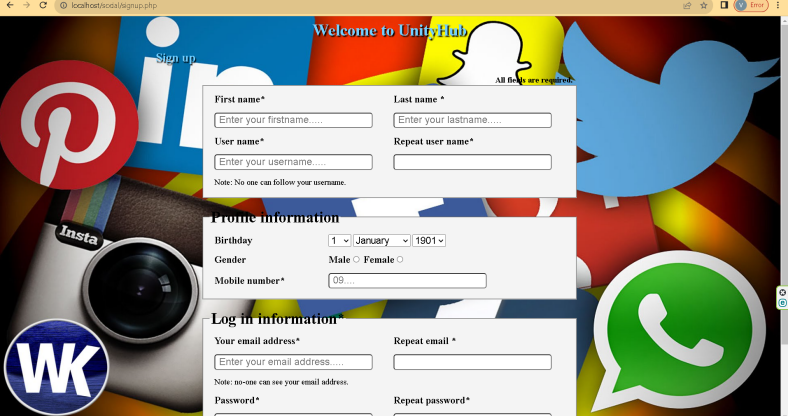 localhost/social/signup.php
V Error
Welcome to UnityHub
Sign up
All fields are required.
First name* Last name *
Enter your firstname..... Enter your lastname.....
User name* Repeat user name*
Enter your username.....
Note: No one can follow your username.
Profile information
Birthday 1 January 1901
Gender Male Female
Mobile number* 09....
Log in information*
Your email address* Repeat email *
Enter your email address.....
Note: no-one can see your email address.
Password* Repeat password*
in
Insta
WK